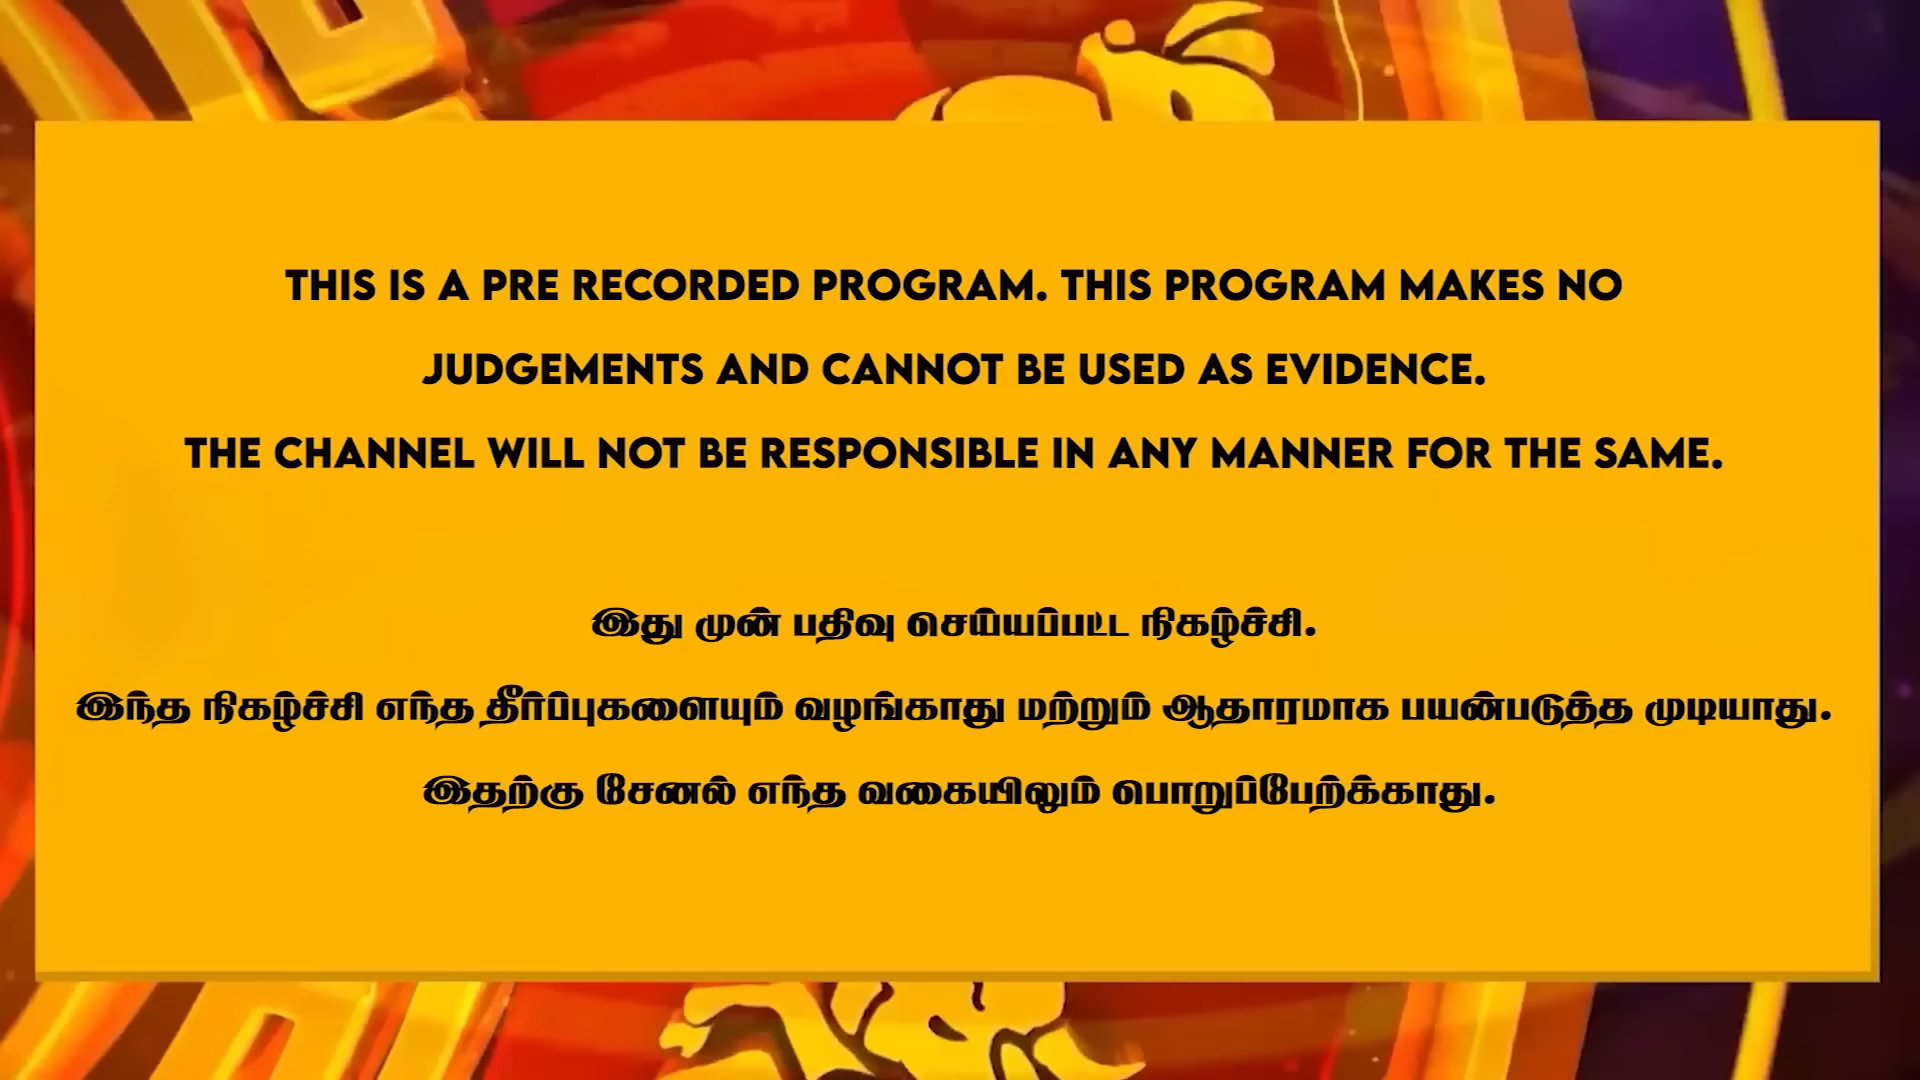 THIS IS A PRE RECORDED PROGRAM. THIS PROGRAM MAKES NO
JUDGEMENTS AND CANNOT BE USED AS EVIDENCE.
THE CHANNEL WILL NOT BE RESPONSIBLE IN ANY MANNER FOR THE SAME.
இது முன் பதிவு செய்யப்பட்ட நிகழ்ச்சி.
இந்த நிகழ்ச்சி எந்த தீர்ப்புகளையும் வழங்காது மற்றும் ஆதாரமாக பயன்படுத்த முடியாது.
இதற்கு சேனல் எந்த வகையிலும் பொறுப்பேற்க்காது.